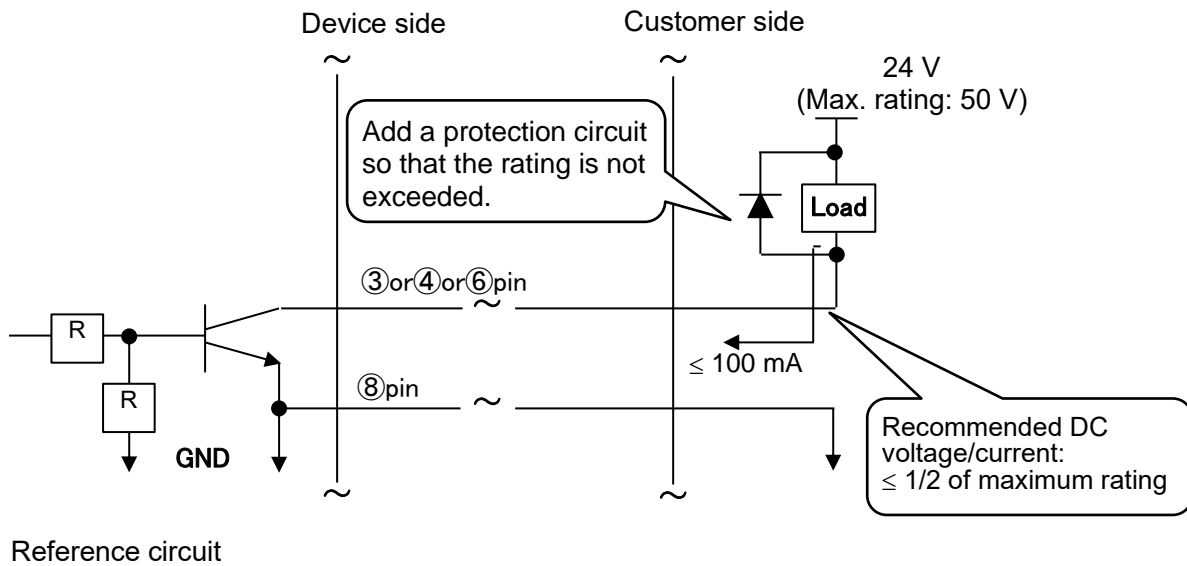 Device side
Customer side
24 V
(Max. rating: 50 V)
Add a protection circuit
so that the rating is not
exceeded.
Load
③or④or⑥pin
R
≤ 100 mA
R
⑧pin
GND
Recommended DC
voltage/current:
≤ 1/2 of maximum rating
Reference circuit